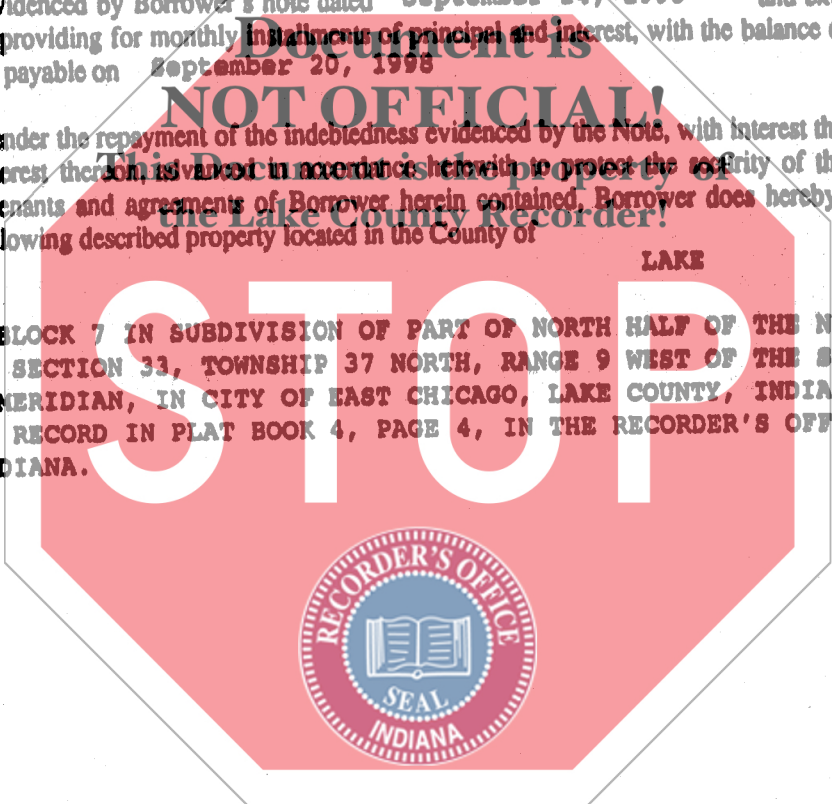 idenced by Borrower's note dated
providing for monthly installments of principal and interest, with the balance
payable on September 20, 1998
Document is
NOT OFFICIAL!
This Document is the property of
the Lake County Recorder!
nder the repayment of the indebtedness evidenced by the Note, with interest th
erest thereon, advanced in accordance herewith to protect the security of th
enants and agreements of Borrower herein contained, Borrower does hereby
lowing described property located in the County of
LAKE
BLOCK 7 IN SUBDIVISION OF PART OF NORTH HALF OF THE N
SECTION 33, TOWNSHIP 37 NORTH, RANGE 9 WEST OF THE
MERIDIAN, IN CITY OF EAST CHICAGO, LAKE COUNTY, INDIA
RECORD IN PLAT BOOK 4, PAGE 4, IN THE RECORDER'S OFF
DIANA.
STOP
RECORDER'S OFFICE
SEAL
INDIANA